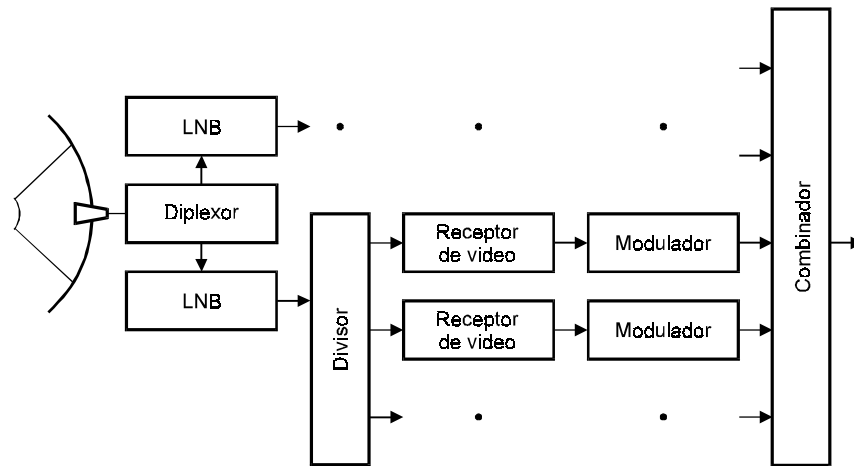 LNB
Diplexor
LNB
Divisor
Receptor
de video
Modulador
Receptor
de video
Modulador
Combinador